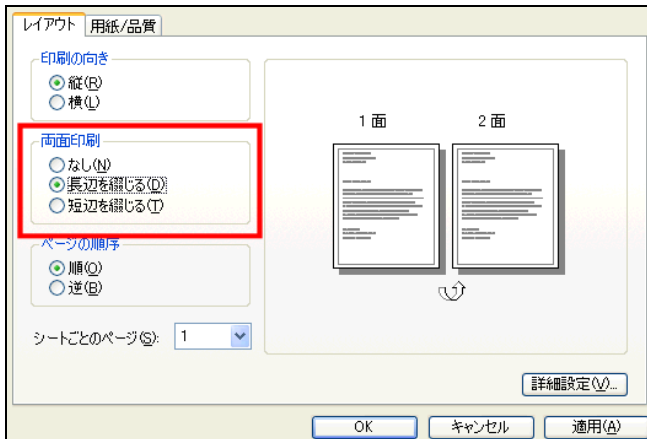 レイアウト 用紙/品質
印刷の向き
縦(R)
横(L)
両面印刷
なし(N)
長辺を綴じる(D)
短辺を綴じる(T)
ページの順序
順(O)
逆(B)
シートごとのページ(S): 1
1 面 2 面
詳細設定(V)...
OK キャンセル 適用(A)